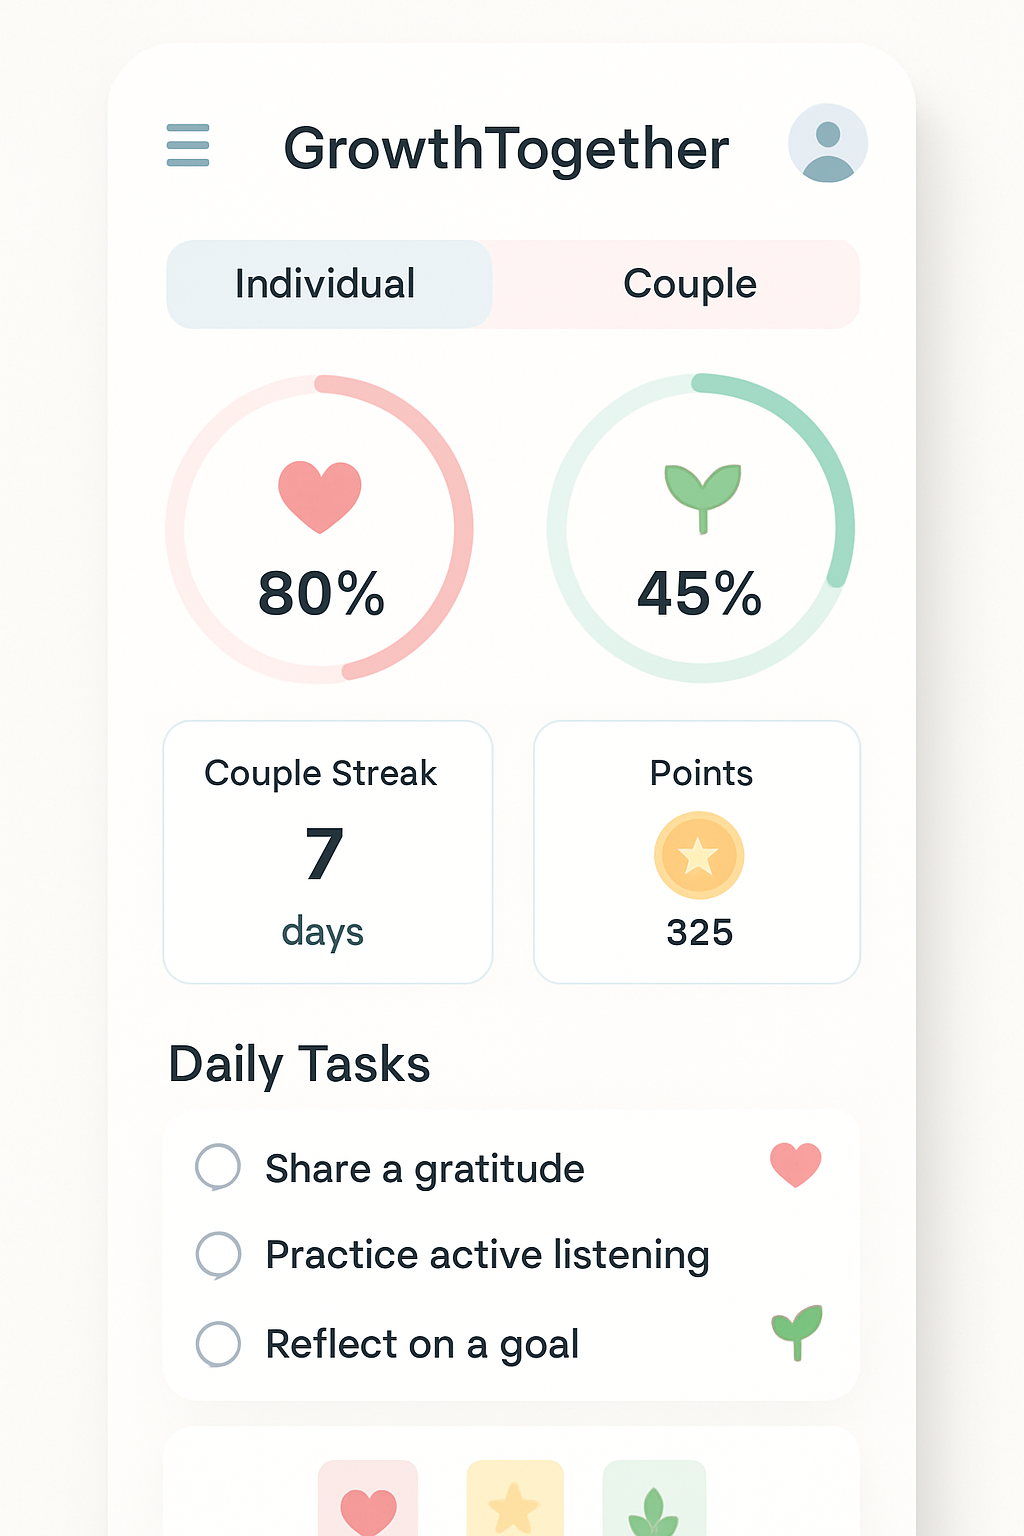 GrowthTogether
Individual
Couple
80%
45%
Couple Streak
7
days
Points
325
Daily Tasks
Share a gratitude
Practice active listening
Reflect on a goal